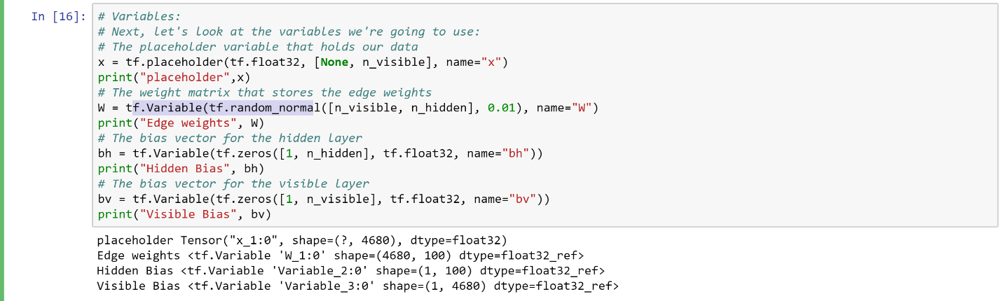 In [16]: # Variables:
# Next, let's look at the variables we're going to use:
# The placeholder variable that holds our data
x = tf.placeholder(tf.float32, [None, n_visible], name="x")
print("placeholder",x)
# The weight matrix that stores the edge weights
W = tf.Variable(tf.random_normal([n_visible, n_hidden], 0.01), name="W")
print("Edge weights", W)
# The bias vector for the hidden layer
bh = tf.Variable(tf.zeros([1, n_hidden], tf.float32, name="bh"))
print("Hidden Bias", bh)
# The bias vector for the visible layer
bv = tf.Variable(tf.zeros([1, n_visible], tf.float32, name="bv"))
print("Visible Bias", bv)
placeholder Tensor("x_1:0", shape=(?, 4680), dtype=float32)
Edge weights <tf.Variable 'W_1:0' shape=(4680, 100) dtype=float32_ref>
Hidden Bias <tf.Variable 'Variable_2:0' shape=(1, 100) dtype=float32_ref>
Visible Bias <tf.Variable 'Variable_3:0' shape=(1, 4680) dtype=float32_ref>